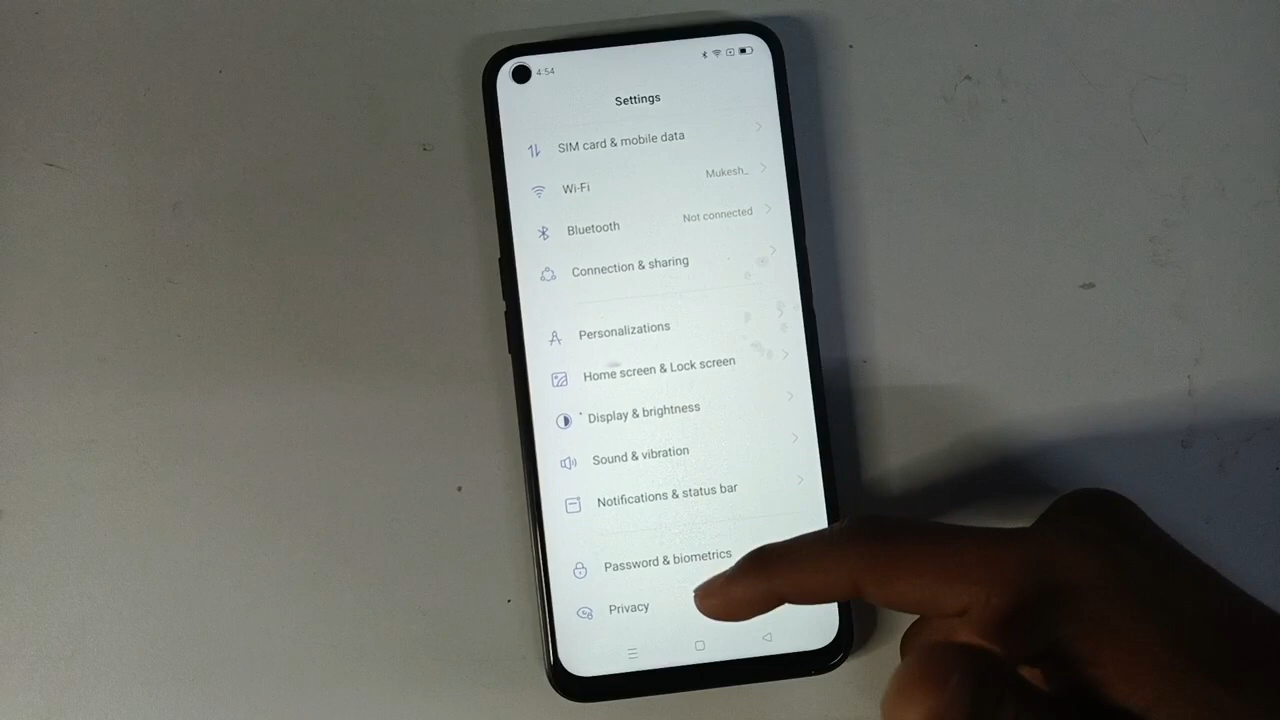 4:54
Settings
SIM card & mobile data
Wi-Fi Mukesh_
Bluetooth Not connected
Connection & sharing
Personalizations
Home screen & Lock screen
Display & brightness
Sound & vibration
Notifications & status bar
Password & biometrics
Privacy